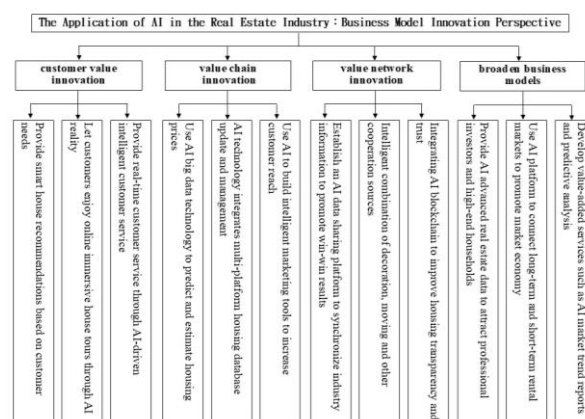 The Application of AI in the Real Estate Industry：Business Model Innovation Perspective
customer value
innovation
value chain
innovation
value network
innovation
broaden business
models
Provide smart house recommendations based on customer
needs
Let customers enjoy online immersive house tours through AI
reality
Provide real-time customer service through AI-driven
intelligent customer service
Use AI big data technology to predict and estimate housing
prices
AI technology integrates multi-platform housing database
update and management
Use AI to build intelligent marketing tools to increase
customer reach
Establish an AI data sharing platform to synchronize industry
information to promote win-win results
Intelligent combination of decoration, moving and other
cooperation sources
Integrating AI blockchain to improve housing transparency and
trust
Provide AI advanced real estate data to attract professional
investors and high-end households
Use AI platform to connect long-term and short-term rental
markets to promote market economy
Develop value-added services such as AI market trend reports
and predictive analysis